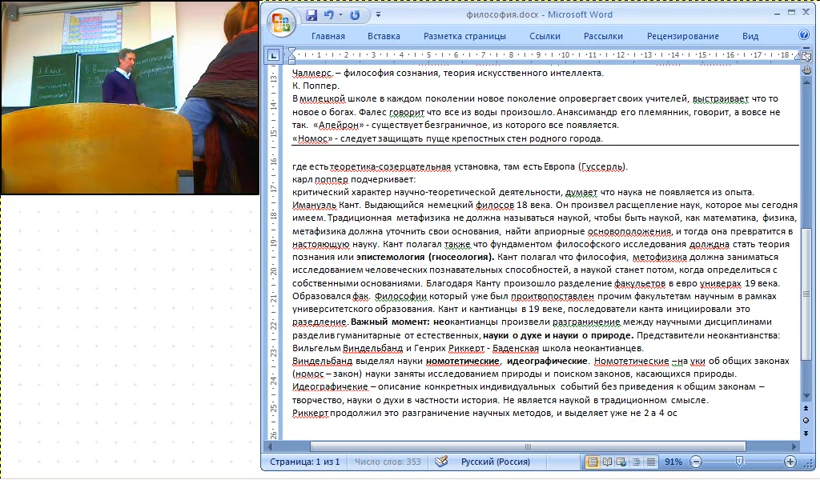 философия.docx - Microsoft Word
Главная Вставка Разметка страницы Ссылки Рассылки Рецензирование Вид
Чалмерс. – философия сознания, теория искусственного интеллекта.
К. Поппер.
В милецкой школе в каждом поколении новое поколение опровергает своих учителей, выстраивает что то
новое о богах. Фалес говорит что все из воды произошло. Анаксимандр его племянник, говорит, а вовсе не
так. «Апейрон» - существует безграничное, из которого все появляется.
«Номос» - следует защищать пуще крепостных стен родного города.
где есть теоретика-созерцательная установка, там есть Европа (Гуссерль).
карл поппер подчеркивает:
критический характер научно-теоретической деятельности, думает что наука не появляется из опыта.
Имануэль Кант. Выдающийся немецкий филосов 18 века. Он произвел расщепление наук, которое мы сегодня
имеем. Традиционная метафизика не должна называться наукой, чтобы быть наукой, как математика, физика,
метафизика должна уточнить свои основания, найти априорные основоположения, и тогда она превратится в
настояющую науку. Кант полагал также что фундаментом философского исследования долждна стать теория
познания или эпистемология (гносеология). Кант полагал что философия, метофизика должна заниматься
исследованием человеческих познавательных способностей, а наукой станет потом, когда определиться с
собственными основаниями. Благодаря Канту произошло разделение факульетов в евро универах 19 века.
Образовался фак. Философии который уже был проитвопоставлен прочим факультетам научным в рамках
университетского образования. Кант и кантианцы в 19 веке, последователи канта инициировали это
разедление. Важный момент: неокантианцы произвели разграничение между научными дисциплинами
разделив гуманитарные от естественных, науки о духе и науки о природе. Представители неокантианства:
Вильгельм Виндельбанд и Генрих Риккерт - Баденская школа неокантианцев.
Виндельбанд выделял науки номотетические, идеографические. Номотетические –на уки об общих законах
(номос – закон) науки заняты исследованием природы и поиском законов, касающихся природы.
Идеографичекие – описание конкретных индивидуальных событий без приведения к общим законам –
творчество, науки о духе в частности история. Не является наукой в традиционном смысле.
Риккерт продолжил это разграничение научных методов, и выделяет уже не 2 а 4 ос
Страница: 1 из 1 Число слов: 353 Русский (Россия) 91%